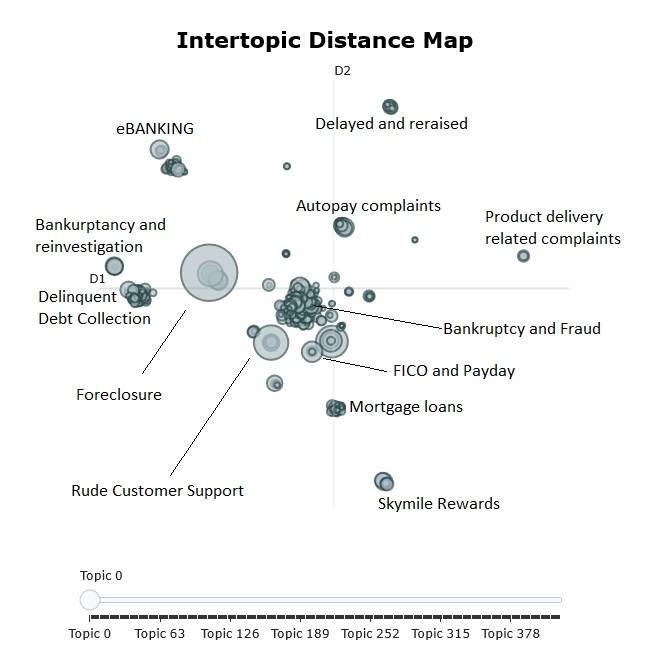 Intertopic Distance Map
D2
Delayed and reraised
eBANKING
Autopay complaints
Product delivery
related complaints
Bankurptancy and
reinvestigation
D1
Delinquent
Debt Collection
Bankruptcy and Fraud
FICO and Payday
Foreclosure
Mortgage loans
Rude Customer Support
Skymile Rewards
Topic 0
Topic 0 Topic 63 Topic 126 Topic 189 Topic 252 Topic 315 Topic 378